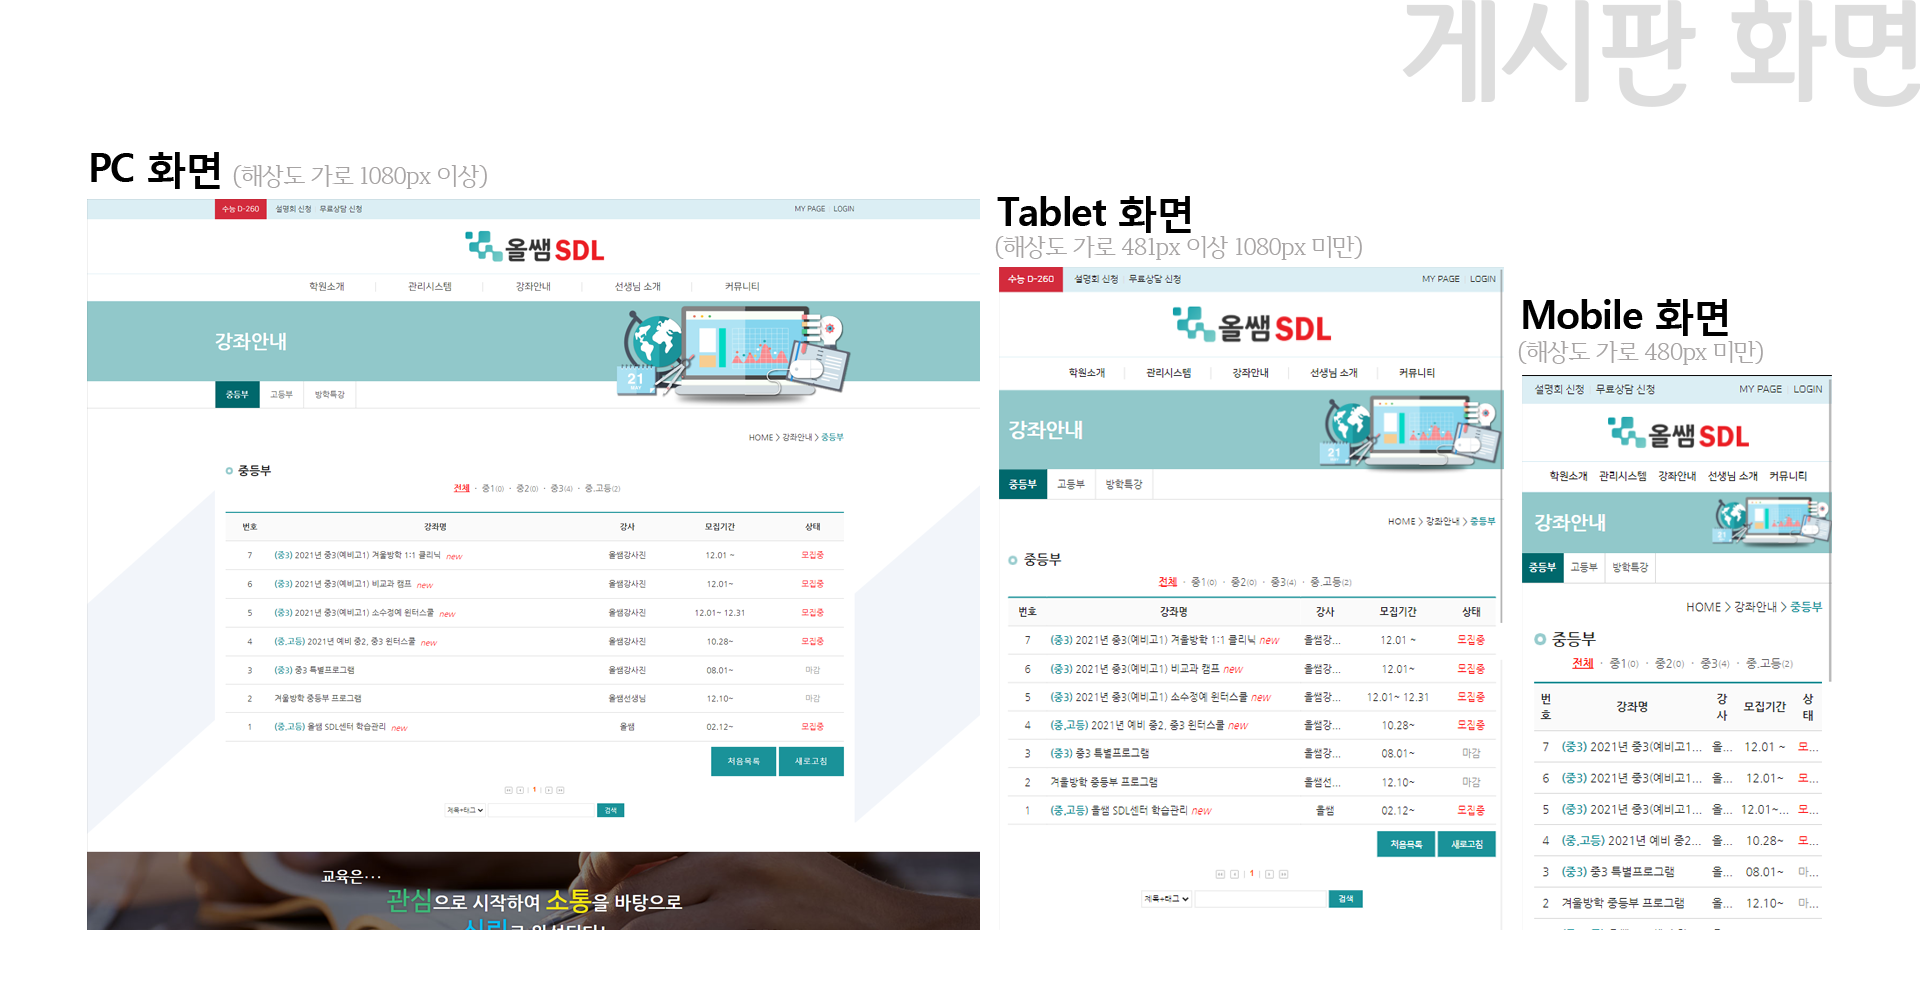 게시판 화면
PC 화면 (해상도 가로 1080px 이상)
수능 D-260 설명회 신청 무료상담 신청 MY PAGE LOGIN
올쌤 SDL
학원소개 관리시스템 강좌안내 선생님 소개 커뮤니티
강좌안내
21
MAY
중등부 고등부 방학특강
HOME > 강좌안내 > 중등부
중등부
전체 · 중1(0) · 중2(0) · 중3(4) · 중.고등(2)
번호 강좌명 강사 모집기간 상태
7 (중3) 2021년 중3(예비고1) 겨울방학 1:1 클리닉 new 올쌤강사진 12.01 ~ 모집중
6 (중3) 2021년 중3(예비고1) 비교과 캠프 new 올쌤강사진 12.01~ 모집중
5 (중3) 2021년 중3(예비고1) 소수정예 윈터스쿨 new 올쌤강사진 12.01~ 12.31 모집중
4 (중.고등) 2021년 예비 중2, 중3 윈터스쿨 new 올쌤강사진 10.28~ 모집중
3 (중3) 중3 특별프로그램 올쌤강사진 08.01~ 마감
2 겨울방학 중등부 프로그램 올쌤선생님 12.10~ 마감
1 (중.고등) 올쌤 SDL센터 학습관리 new 올쌤 02.12~ 모집중
처음목록 새로고침
1
제목+태그 검색
교육은···
관심으로 시작하여 소통을 바탕으로
Tablet 화면
(해상도 가로 481px 이상 1080px 미만)
수능 D-260 설명회 신청 무료상담 신청 MY PAGE LOGIN
올쌤 SDL
학원소개 관리시스템 강좌안내 선생님 소개 커뮤니티
강좌안내
21
중등부 고등부 방학특강
HOME > 강좌안내 > 중등부
중등부
전체 · 중1(0) · 중2(0) · 중3(4) · 중.고등(2)
번호 강좌명 강사 모집기간 상태
7 (중3) 2021년 중3(예비고1) 겨울방학 1:1 클리닉 new 올쌤강... 12.01 ~ 모집중
6 (중3) 2021년 중3(예비고1) 비교과 캠프 new 올쌤강... 12.01~ 모집중
5 (중3) 2021년 중3(예비고1) 소수정예 윈터스쿨 new 올쌤강... 12.01~ 12.31 모집중
4 (중.고등) 2021년 예비 중2, 중3 윈터스쿨 new 올쌤강... 10.28~ 모집중
3 (중3) 중3 특별프로그램 올쌤강... 08.01~ 마감
2 겨울방학 중등부 프로그램 올쌤선... 12.10~ 마감
1 (중.고등) 올쌤 SDL센터 학습관리 new 올쌤 02.12~ 모집중
처음목록 새로고침
1
제목+태그 검색
Mobile 화면
(해상도 가로 480px 미만)
설명회 신청 무료상담 신청 MY PAGE LOGIN
올쌤 SDL
학원소개 관리시스템 강좌안내 선생님 소개 커뮤니티
강좌안내
21
중등부 고등부 방학특강
HOME > 강좌안내 > 중등부
중등부
전체 · 중1(0) · 중2(0) · 중3(4) · 중.고등(2)
번호 강좌명 강사 모집기간 상태
7 (중3) 2021년 중3(예비고1... 올... 12.01 ~ 모...
6 (중3) 2021년 중3(예비고1... 올... 12.01~ 모...
5 (중3) 2021년 중3(예비고1... 올... 12.01~... 모...
4 (중.고등) 2021년 예비 중2... 올... 10.28~ 모...
3 (중3) 중3 특별프로그램 올... 08.01~ 마...
2 겨울방학 중등부 프로그램 올... 12.10~ 마...